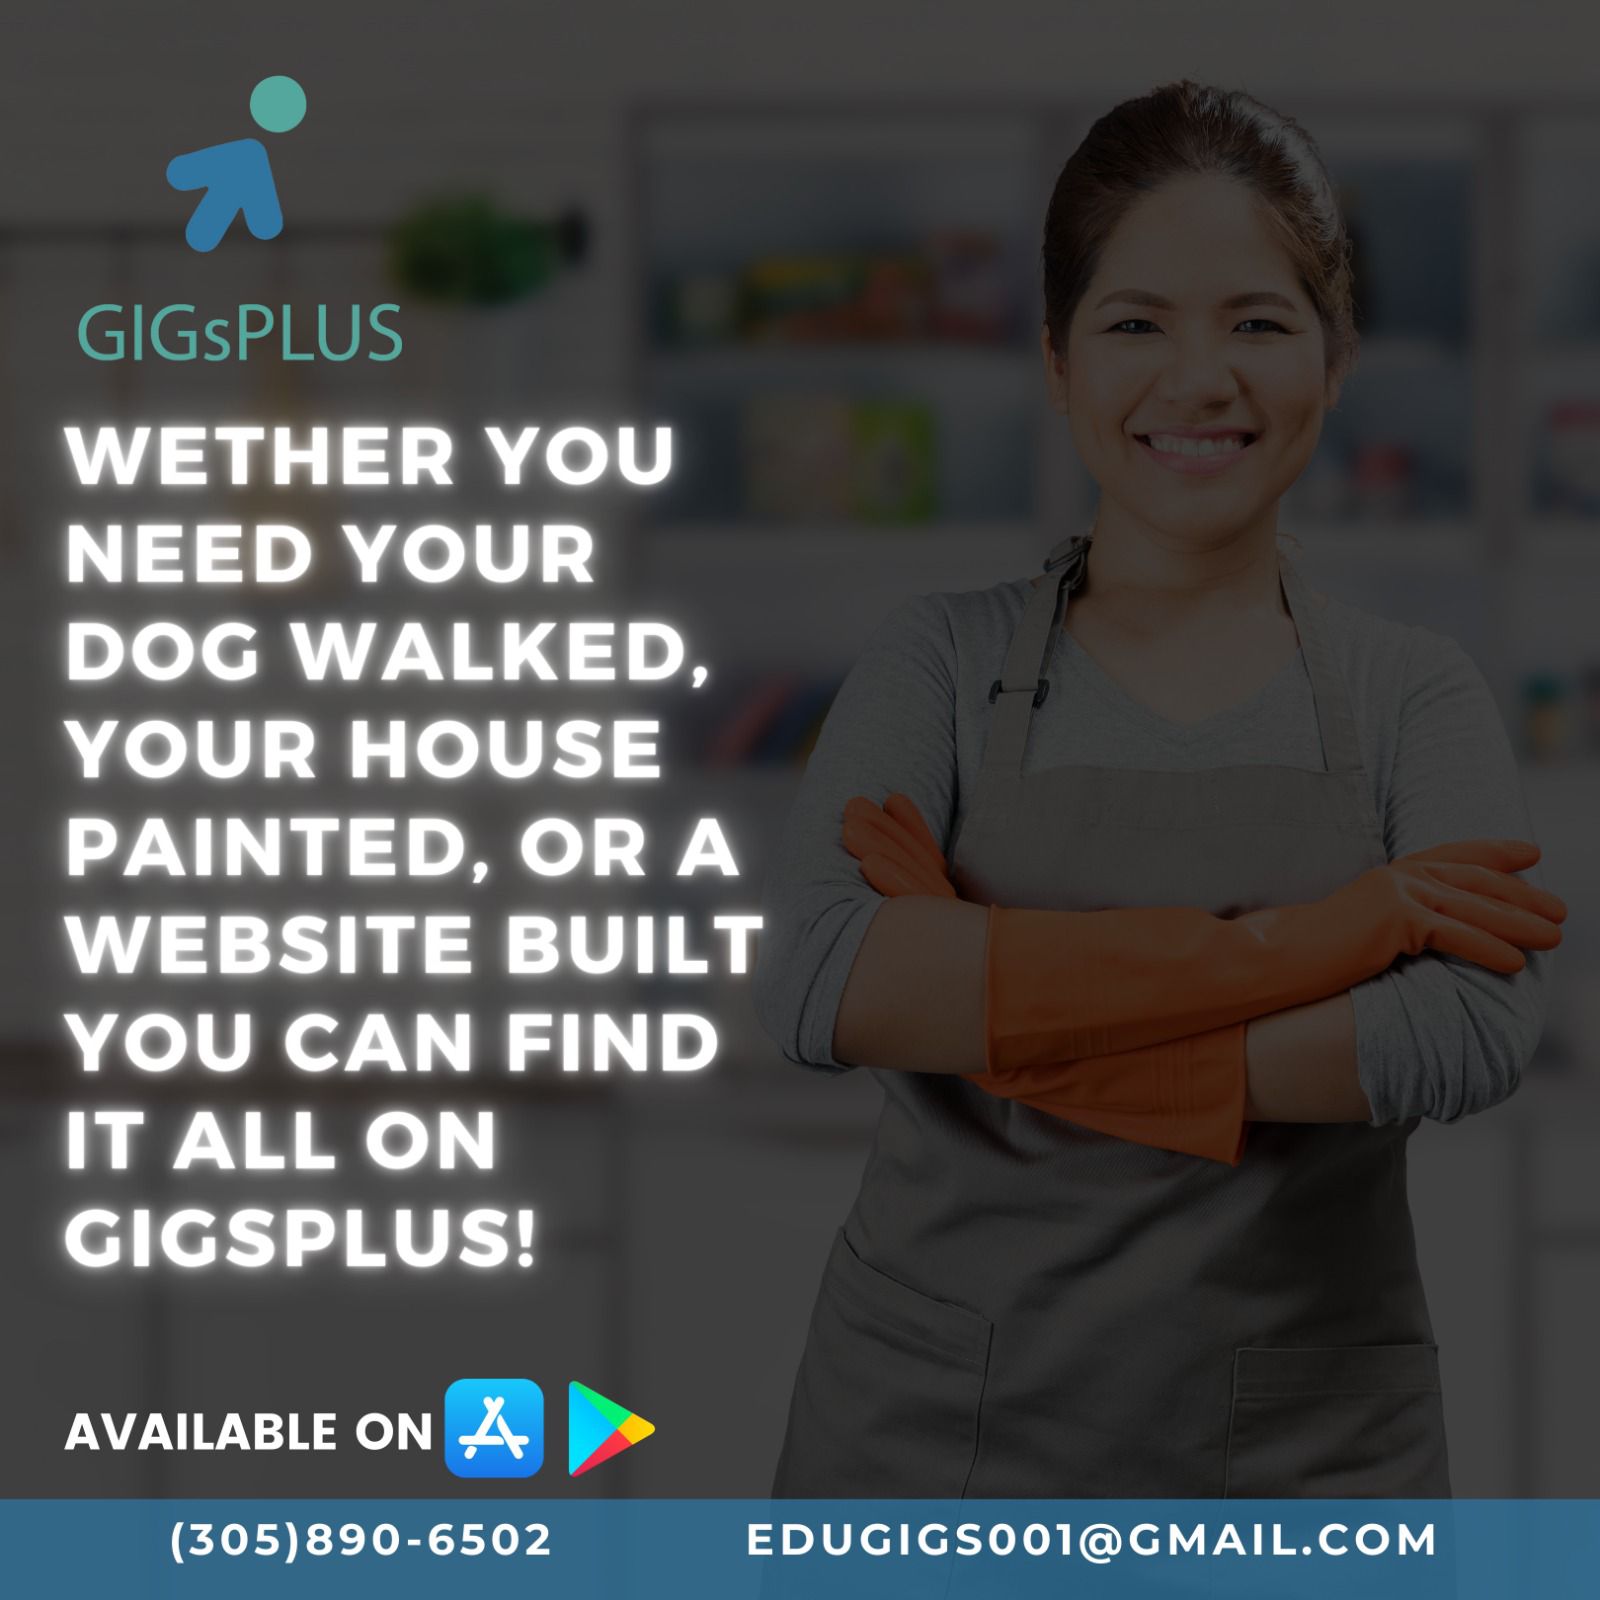 GIGsPLUS
WETHER YOU
NEED YOUR
DOG WALKED,
YOUR HOUSE
PAINTED, OR A
WEBSITE BUILT
YOU CAN FIND
IT ALL ON
GIGSPLUS!
AVAILABLE ON
(305)890-6502 EDUGIGS001@GMAIL.COM